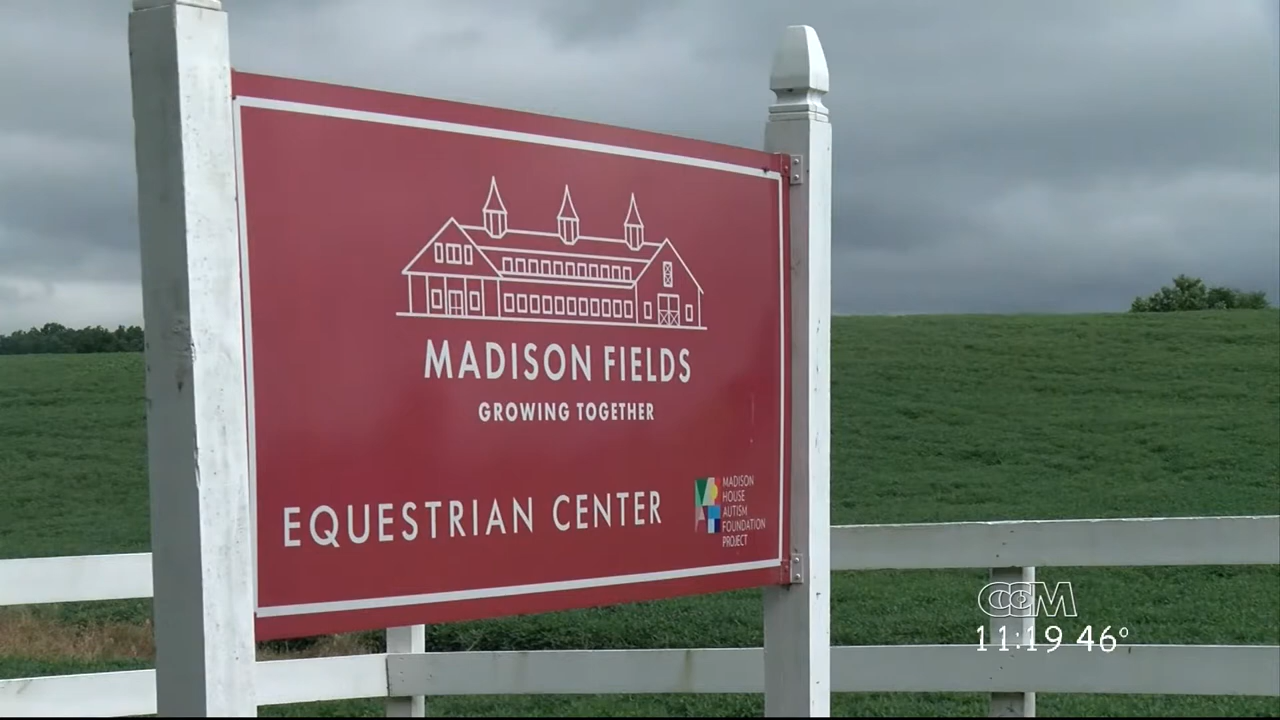 MADISON FIELDS
GROWING TOGETHER
EQUESTRIAN CENTER
MADISON
HOUSE
AUTISM
FOUNDATION
PROJECT
CCM
11:19 46°